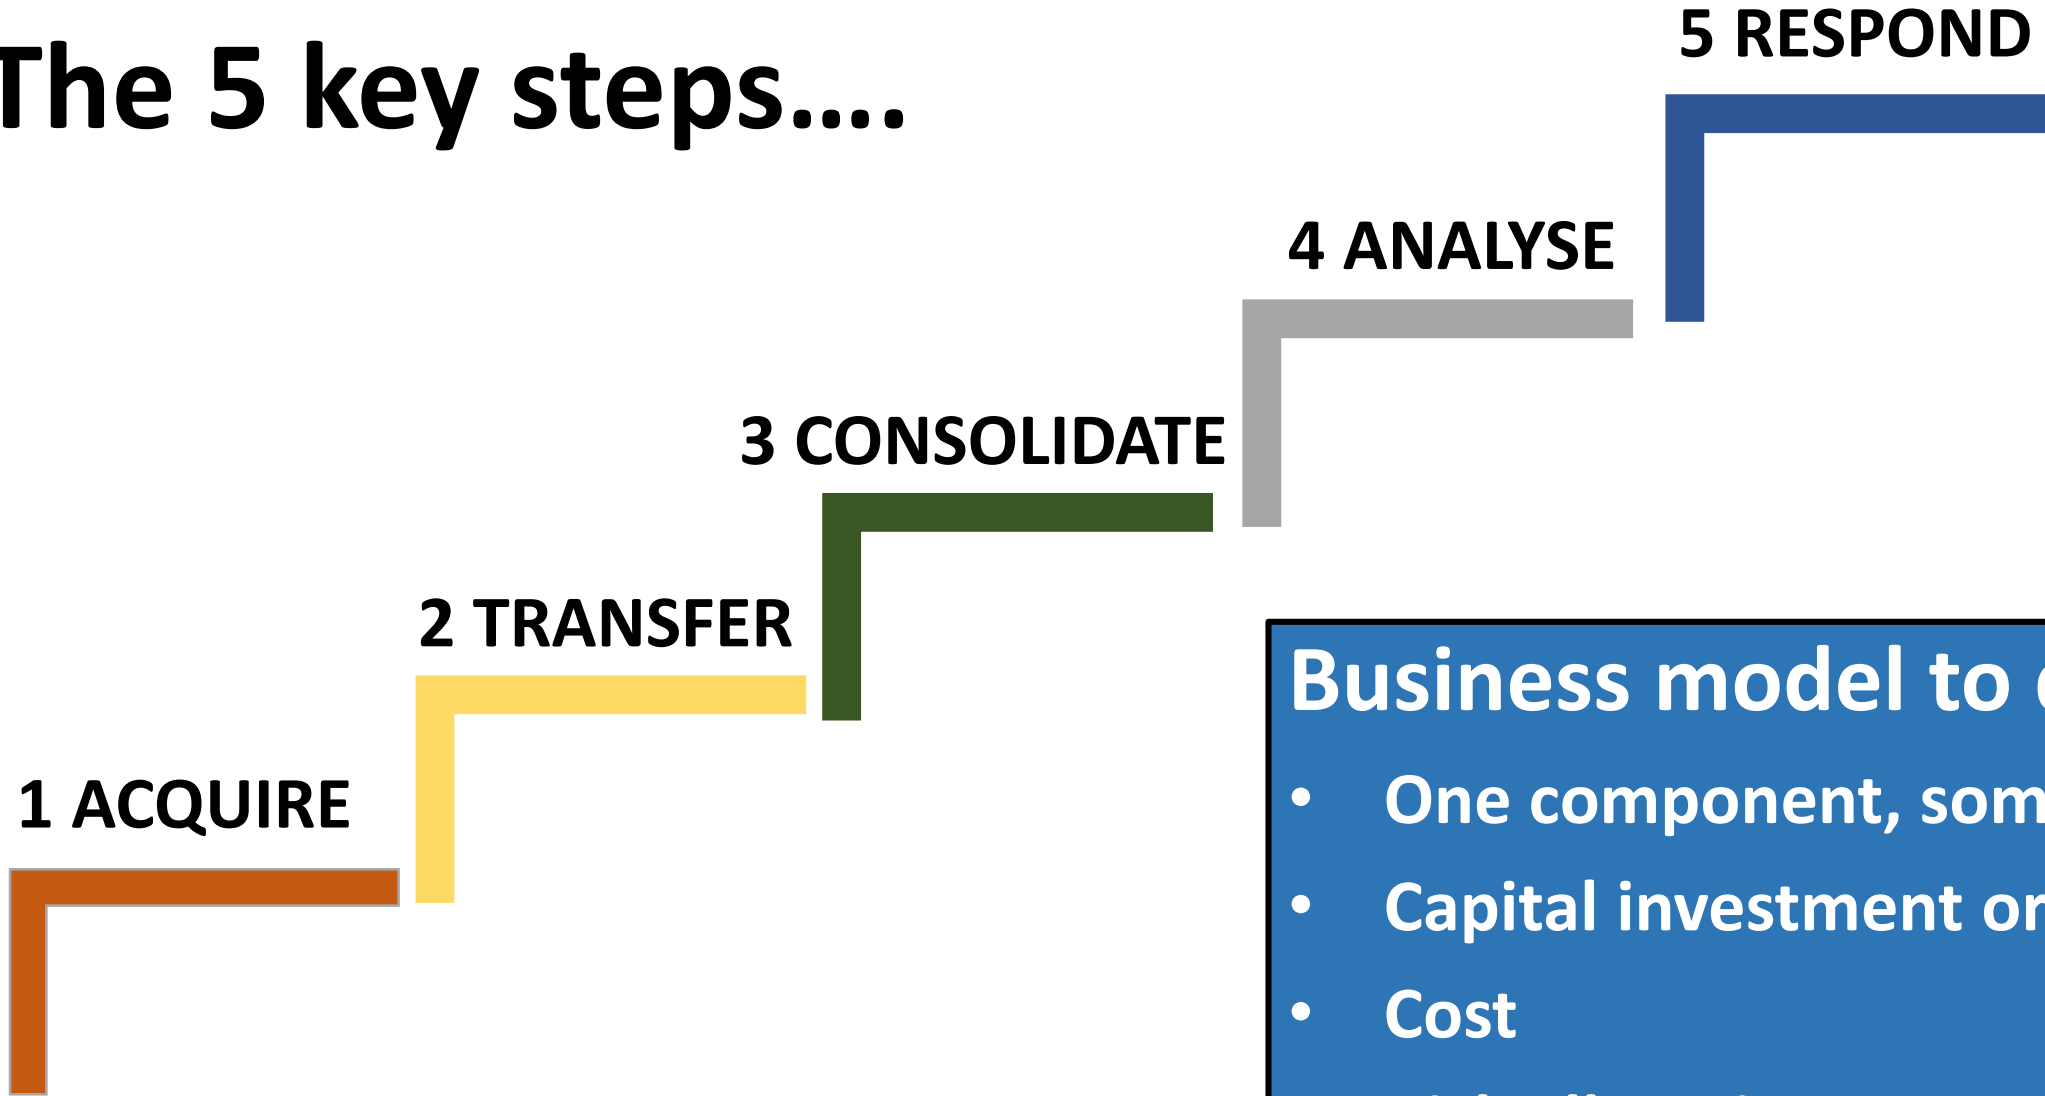 The 5 key steps....
5 RESPOND
4 ANALYSE
3 CONSOLIDATE
2 TRANSFER
1 ACQUIRE
Business model to
• One component,
• Capital investment or
• Cost